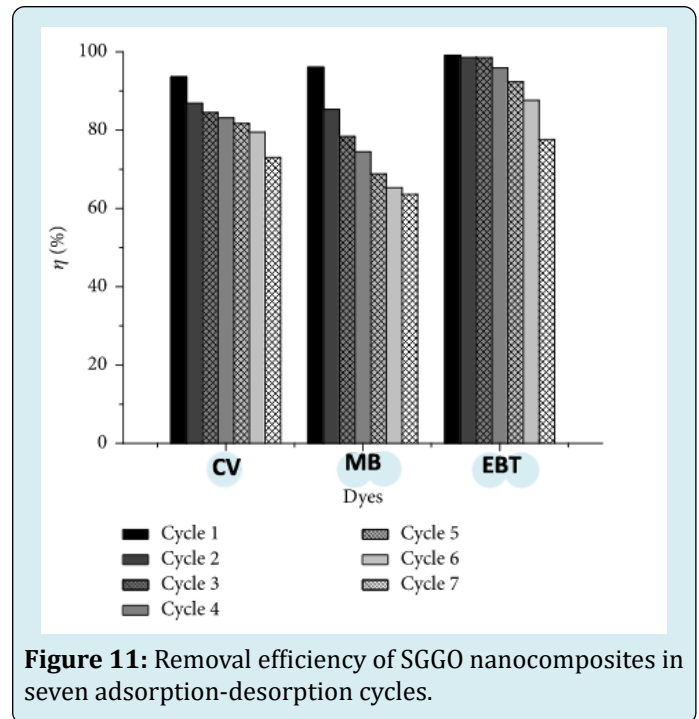 100
80
60
40
20
0
η (%)
CV MB EBT
Dyes
Cycle 1 Cycle 5
Cycle 2 Cycle 6
Cycle 3 Cycle 7
Cycle 4
Figure 11: Removal efficiency of SGGO nanocomposites in
seven adsorption-desorption cycles.